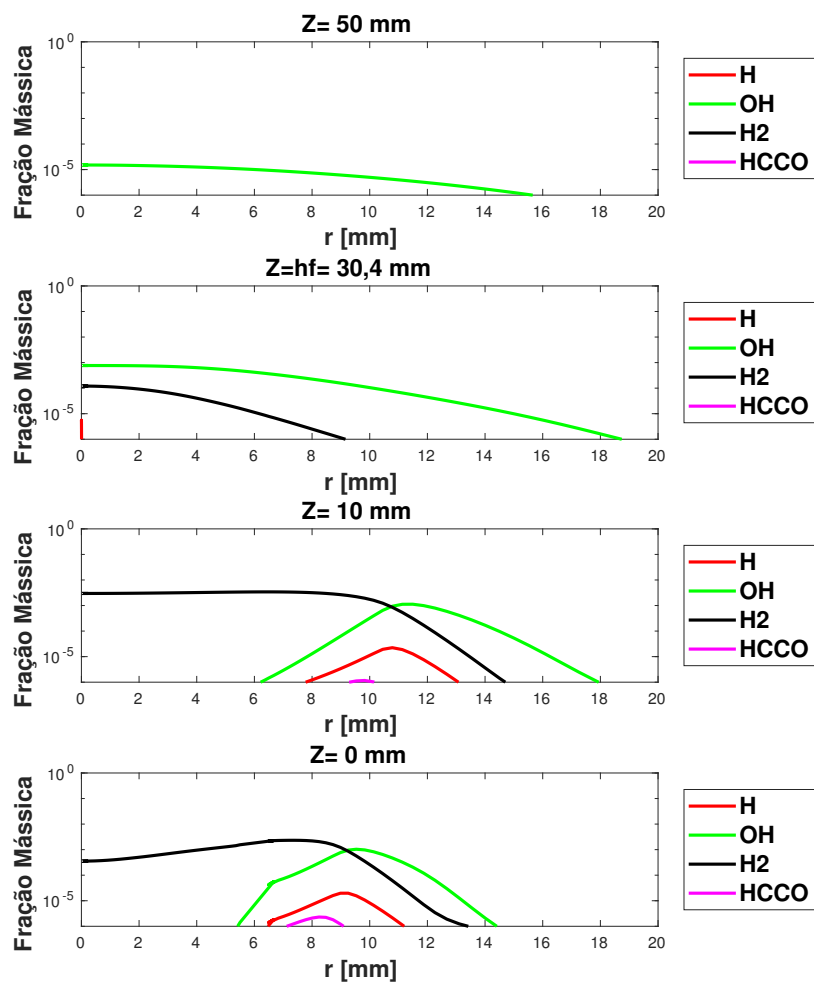 Z= 50 mm
Fração Mássica
10^0
10^-5
0 2 4 6 8 10 12 14 16 18 20
r [mm]
H
OH
H2
HCCO
Z=hf= 30,4 mm
Fração Mássica
10^0
10^-5
0 2 4 6 8 10 12 14 16 18 20
r [mm]
H
OH
H2
HCCO
Z= 10 mm
Fração Mássica
10^0
10^-5
0 2 4 6 8 10 12 14 16 18 20
r [mm]
H
OH
H2
HCCO
Z= 0 mm
Fração Mássica
10^0
10^-5
0 2 4 6 8 10 12 14 16 18 20
r [mm]
H
OH
H2
HCCO